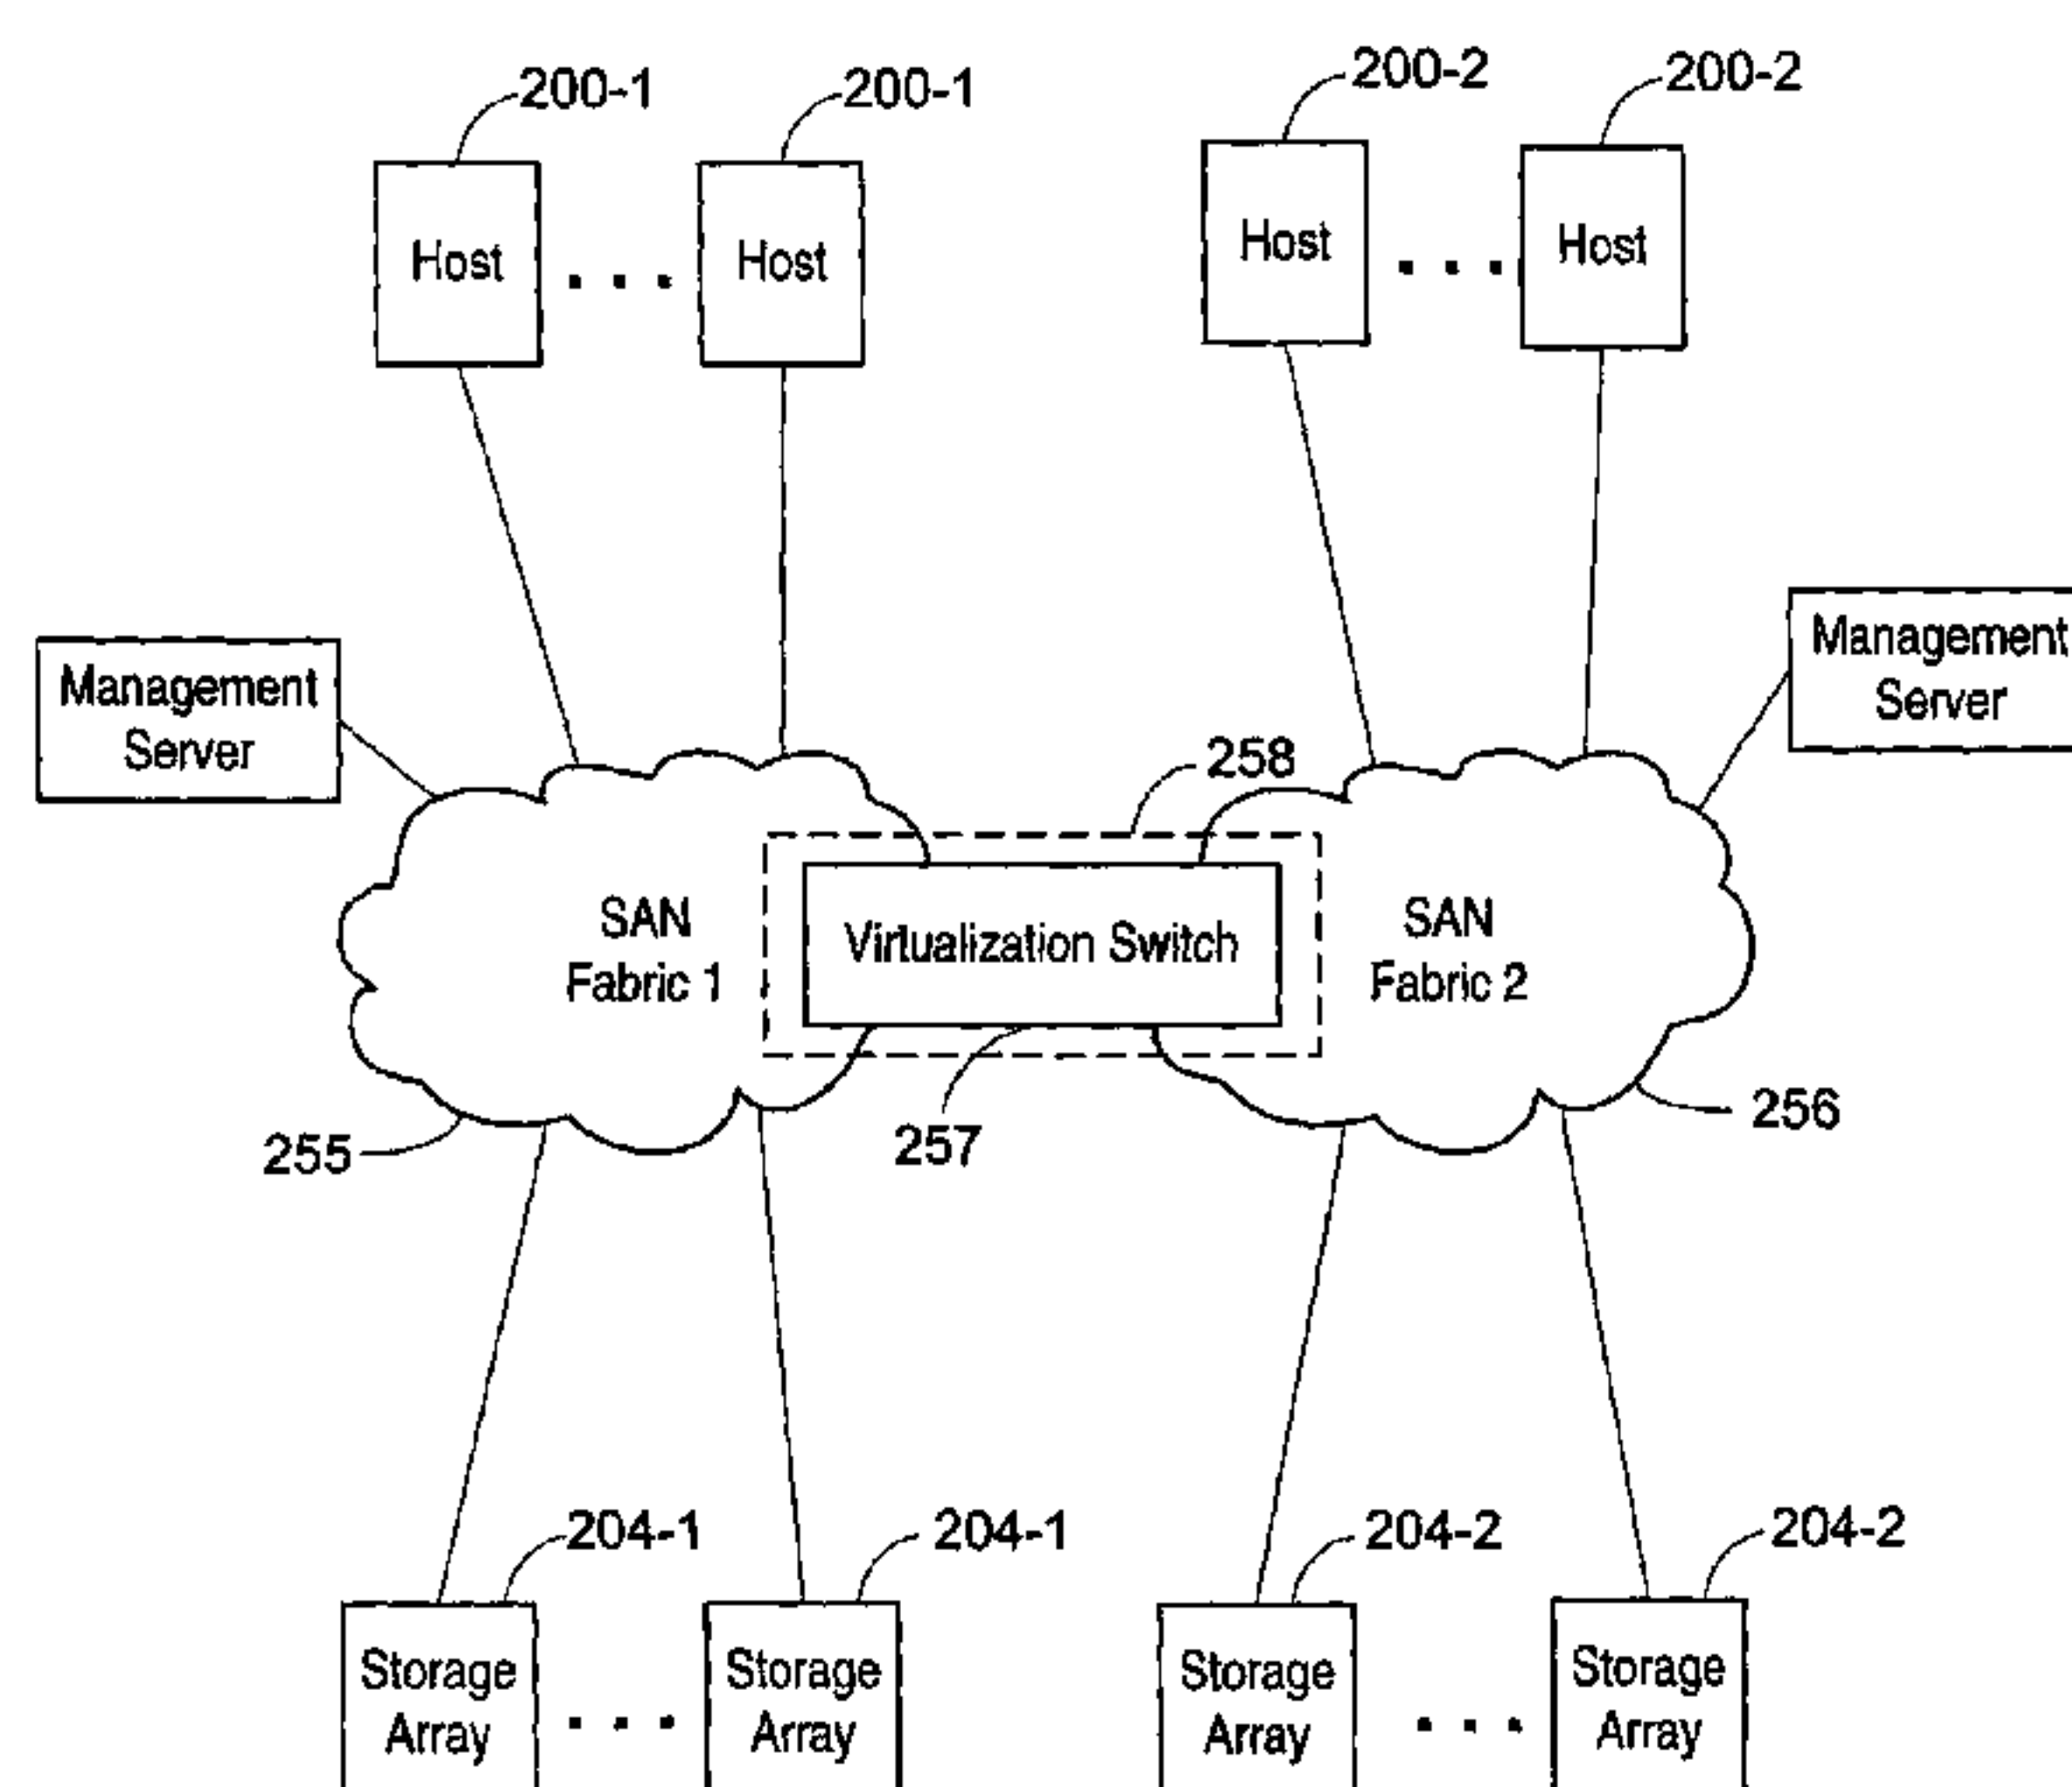 200-1
200-1
200-2
200-2
Host
Host
Host
Host
Management
Server
Management
Server
258
SAN
Fabric 1
Virtualization Switch
SAN
Fabric 2
255
257
256
204-1
204-1
204-2
204-2
Storage
Array
Storage
Array
Storage
Array
Storage
Array